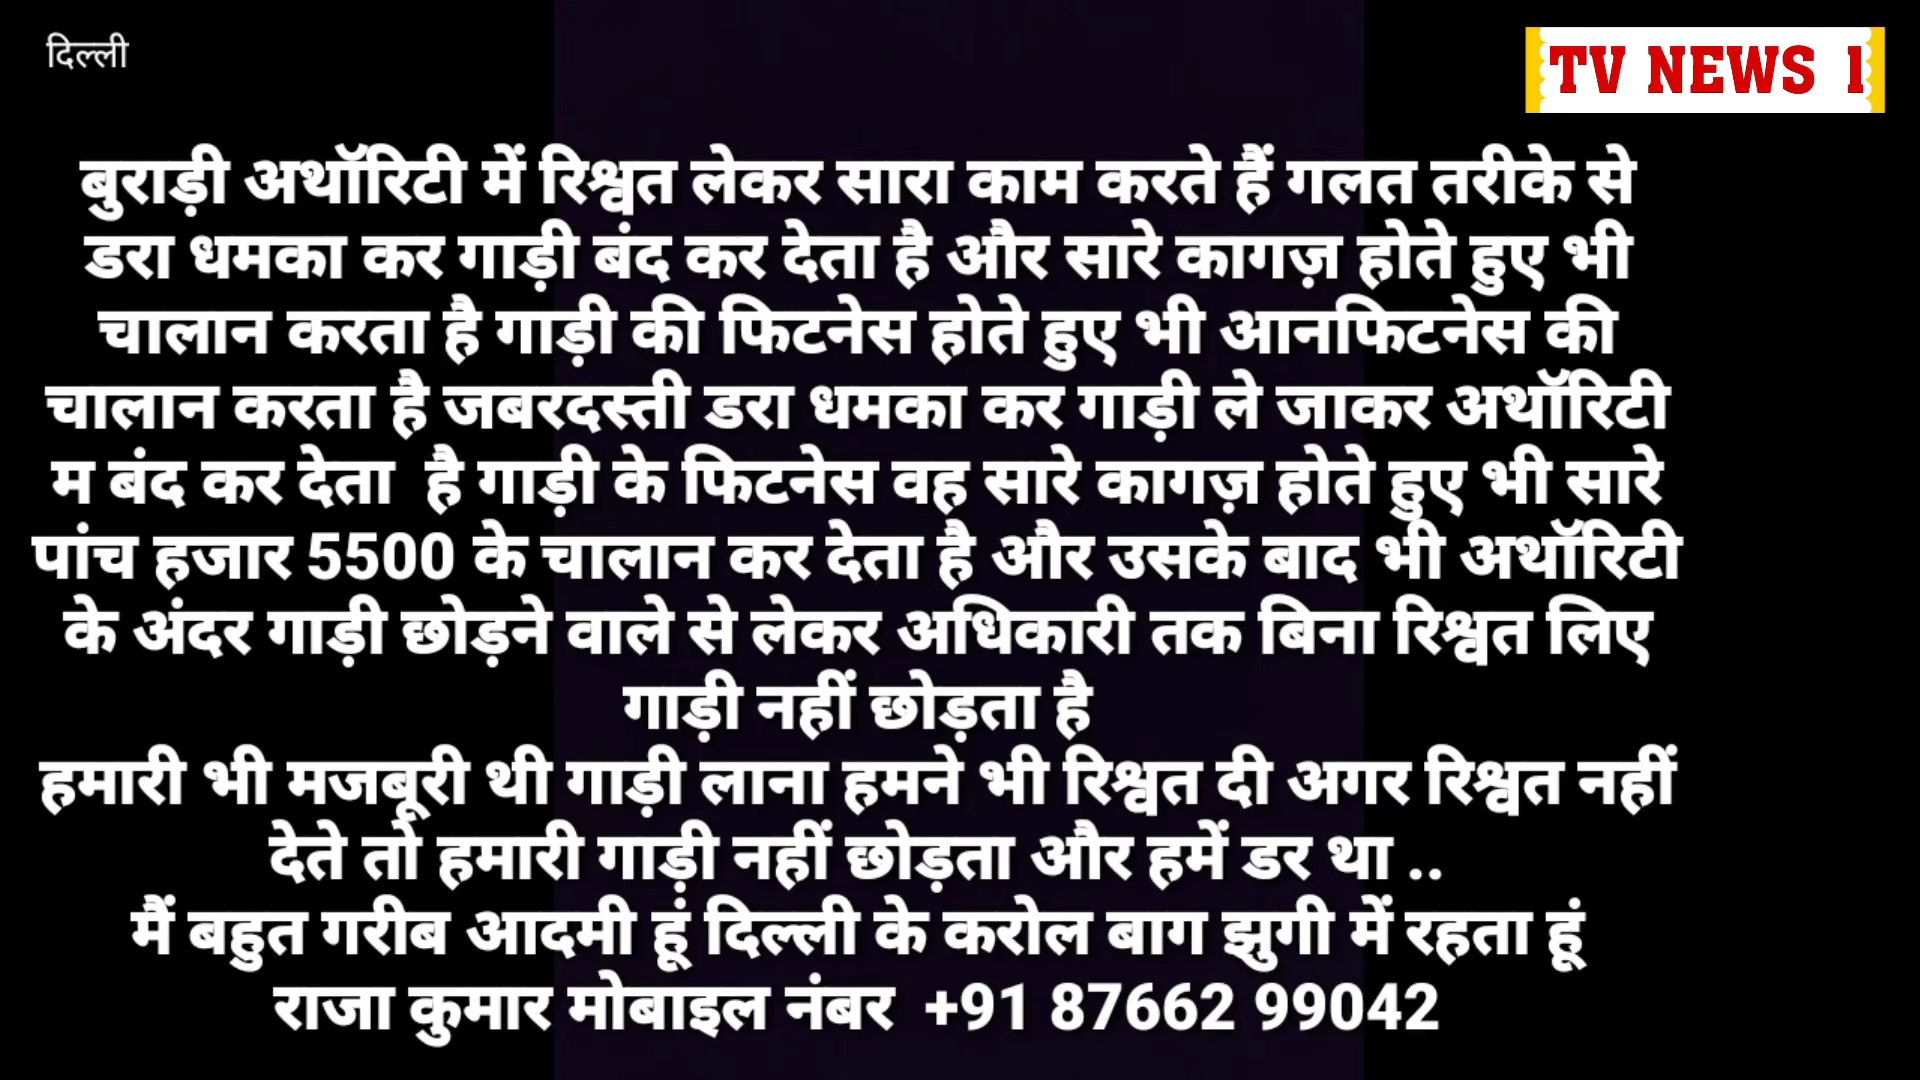 दिल्ली
TV NEWS 1
बुराड़ी अथॉरिटी में रिश्वत लेकर सारा काम करते हैं गलत तरीके से
डरा धमका कर गाड़ी बंद कर देता है और सारे कागज़ होते हुए भी
चालान करता है गाड़ी की फिटनेस होते हुए भी आनफिटनेस की
चालान करता है जबरदस्ती डरा धमका कर गाड़ी ले जाकर अथॉरिटी
म बंद कर देता है गाड़ी के फिटनेस वह सारे कागज़ होते हुए भी सारे
पांच हजार 5500 के चालान कर देता है और उसके बाद भी अथॉरिटी
के अंदर गाड़ी छोड़ने वाले से लेकर अधिकारी तक बिना रिश्वत लिए
गाड़ी नहीं छोड़ता है
हमारी भी मजबूरी थी गाड़ी लाना हमने भी रिश्वत दी अगर रिश्वत नहीं
देते तो हमारी गाड़ी नहीं छोड़ता और हमें डर था ..
मैं बहुत गरीब आदमी हूं दिल्ली के करोल बाग झुगी में रहता हूं
राजा कुमार मोबाइल नंबर +91 87662 99042